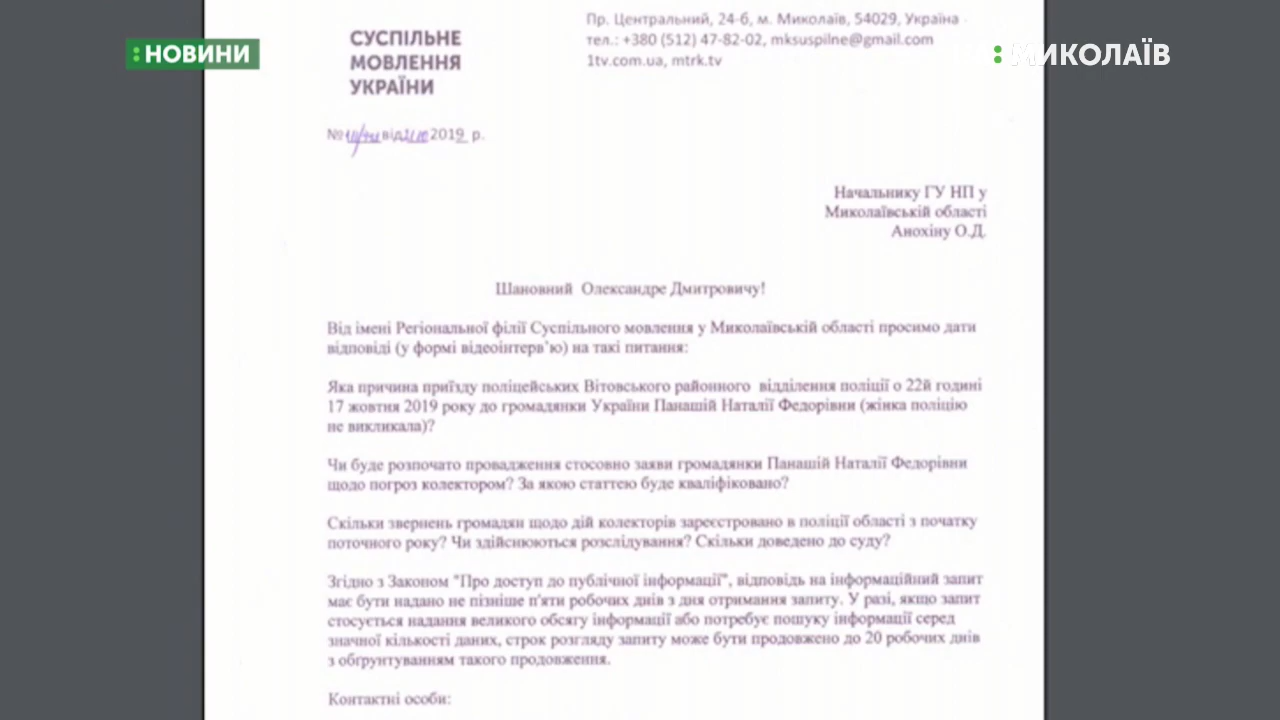 : НОВИНИ
: МИКОЛАЇВ
СУСПІЛЬНЕ
МОВЛЕННЯ
УКРАЇНИ
Пр. Центральний, 24-б, м. Миколаїв, 54029, Україна
тел.: +380 (512) 47-82-02, mksuspilne@gmail.com
1tv.com.ua, mtrk.tv
№ від 2019 р.
Начальнику ГУ НП у
Миколаївській області
Анохіну О.Д.
Шановний Олександре Дмитровичу!
Від імені Регіональної філії Суспільного мовлення у Миколаївській області просимо дати
відповіді (у формі відеоінтерв'ю) на такі питання:
Яка причина приїзду поліцейських Вітовського районного відділення поліції о 22й годині
17 жовтня 2019 року до громадянки України Панашій Наталії Федорівни (жінка поліцію
не викликала)?
Чи буде розпочато провадження стосовно заяви громадянки Панашій Наталії Федорівни
щодо погроз колектором? За якою статтею буде кваліфіковано?
Скільки звернень громадян щодо дій колекторів зареєстровано в поліції області з початку
поточного року? Чи здійснюються розслідування? Скільки доведено до суду?
Згідно з Законом "Про доступ до публічної інформації", відповідь на інформаційний запит
має бути надано не пізніше п'яти робочих днів з дня отримання запиту. У разі, якщо запит
стосується надання великого обсягу інформації або потребує пошуку інформації серед
значної кількості даних, строк розгляду запиту може бути продовжено до 20 робочих днів
з обґрунтуванням такого продовження.
Контактні особи: